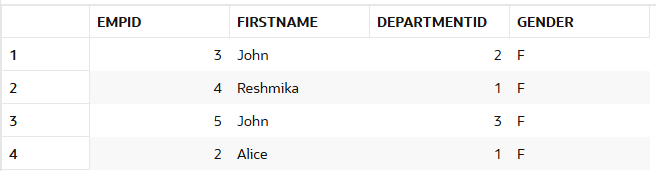 EMPID FIRSTNAME DEPARTMENTID GENDER
1 3 John 2 F
2 4 Reshmika 1 F
3 5 John 3 F
4 2 Alice 1 F